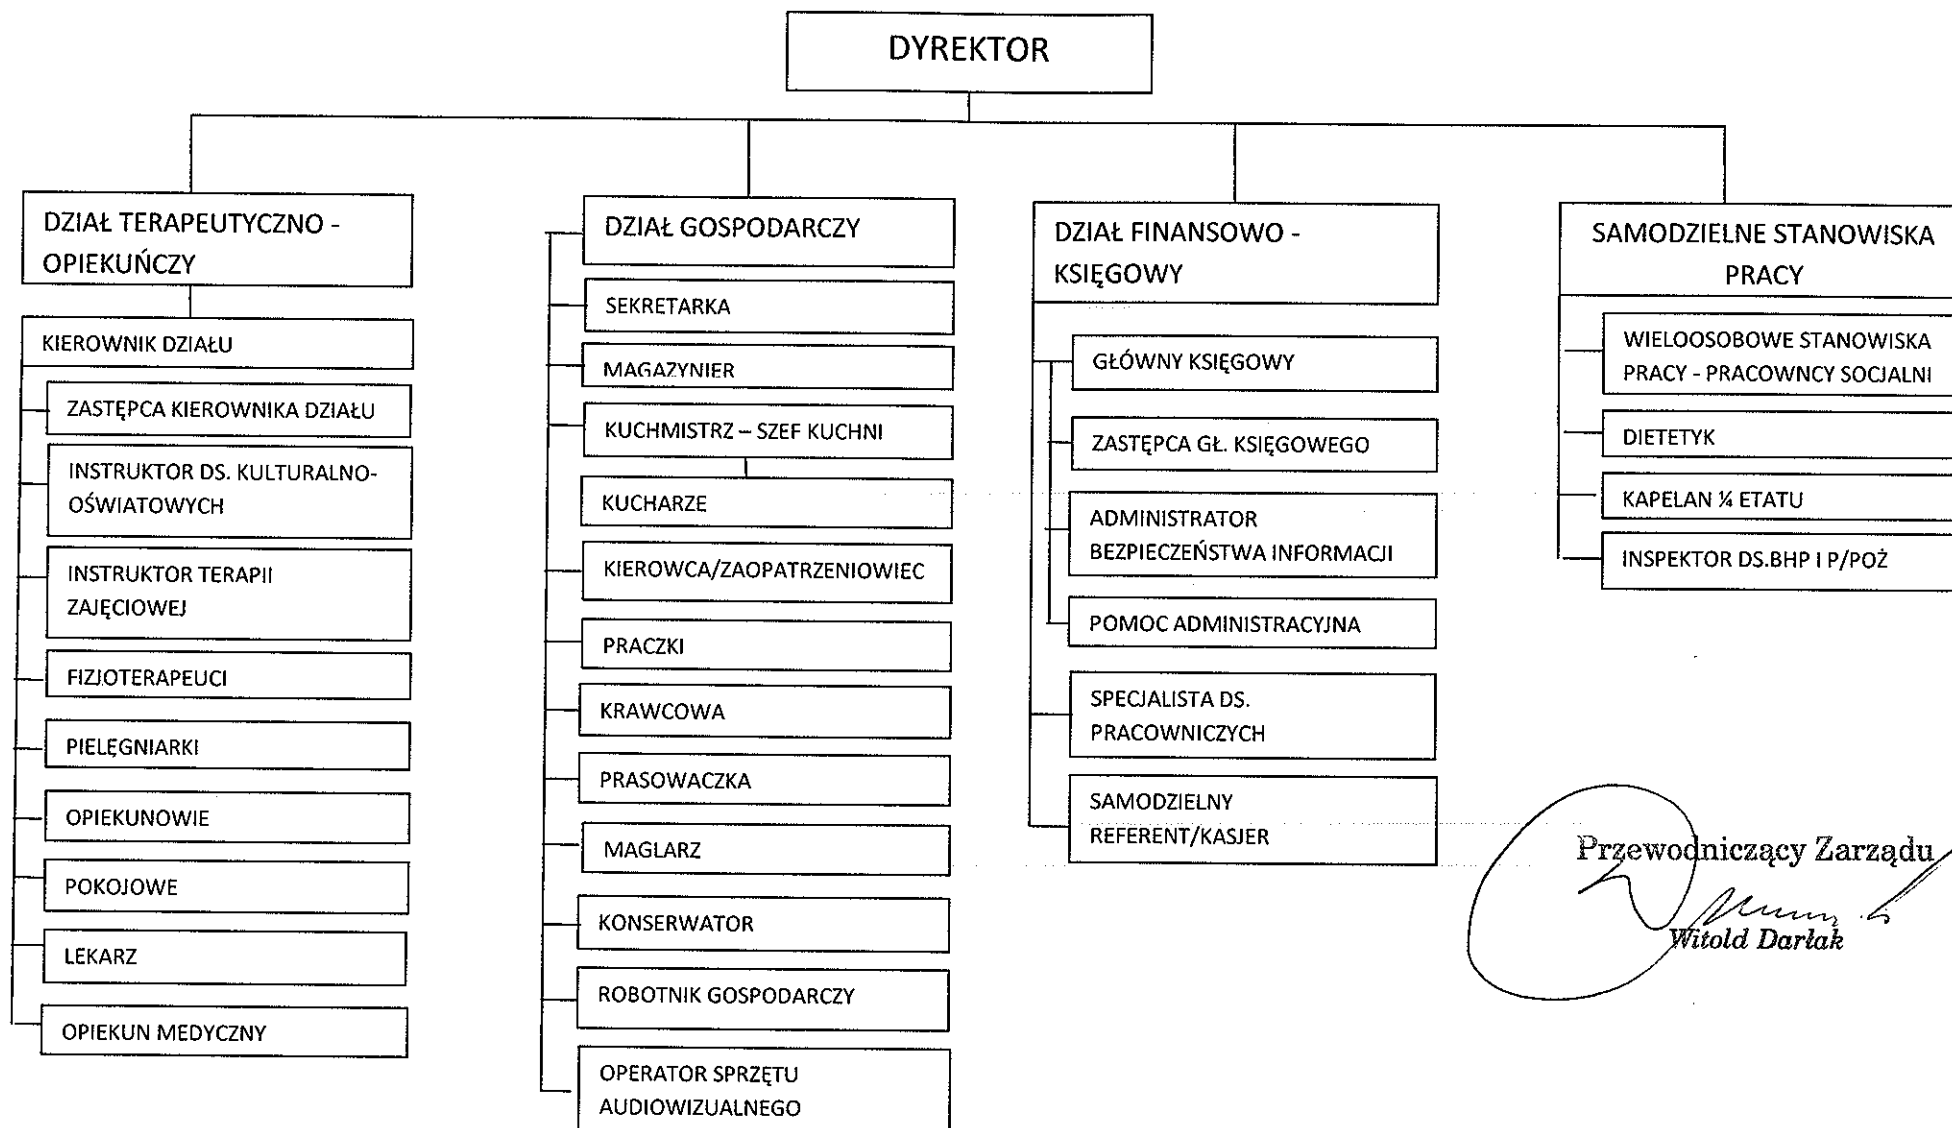 DYREKTOR
DZIAŁ TERAPEUTYCZNO -
OPIEKUŃCZY
KIEROWNIK DZIAŁU
ZASTĘPCA KIEROWNIKA DZIAŁU
INSTRUKTOR DS. KULTURALNO-
OŚWIATOWYCH
INSTRUKTOR TERAPII
ZAJĘCIOWEJ
FIZJOTERAPEUCI
PIELĘGNIARKI
OPIEKUNOWIE
POKOJOWE
LEKARZ
OPIEKUN MEDYCZNY
DZIAŁ GOSPODARCZY
SEKRETARKA
MAGAZYNIER
KUCHMISTRZ – SZEF KUCHNI
KUCHARZE
KIEROWCA/ZAOPATRZENIOWIEC
PRACZKI
KRAWCOWA
PRASOWACZKA
MAGLARZ
KONSERWATOR
ROBOTNIK GOSPODARCZY
OPERATOR SPRZĘTU
AUDIOWIZUALNEGO
DZIAŁ FINANSOWO -
KSIĘGOWY
GŁÓWNY KSIĘGOWY
ZASTĘPCA GŁ. KSIĘGOWEGO
ADMINISTRATOR
BEZPIECZEŃSTWA INFORMACJI
POMOC ADMINISTRACYJNA
SPECJALISTA DS.
PRACOWNICZYCH
SAMODZIELNY
REFERENT/KASJER
SAMODZIELNE STANOWISKA
PRACY
WIELOOSOBOWE STANOWISKA
PRACY - PRACOWNCY SOCJALNI
DIETETYK
KAPELAN ¼ ETATU
INSPEKTOR DS.BHP I P/POŻ
Przewodniczący Zarządu
Witold Darłak